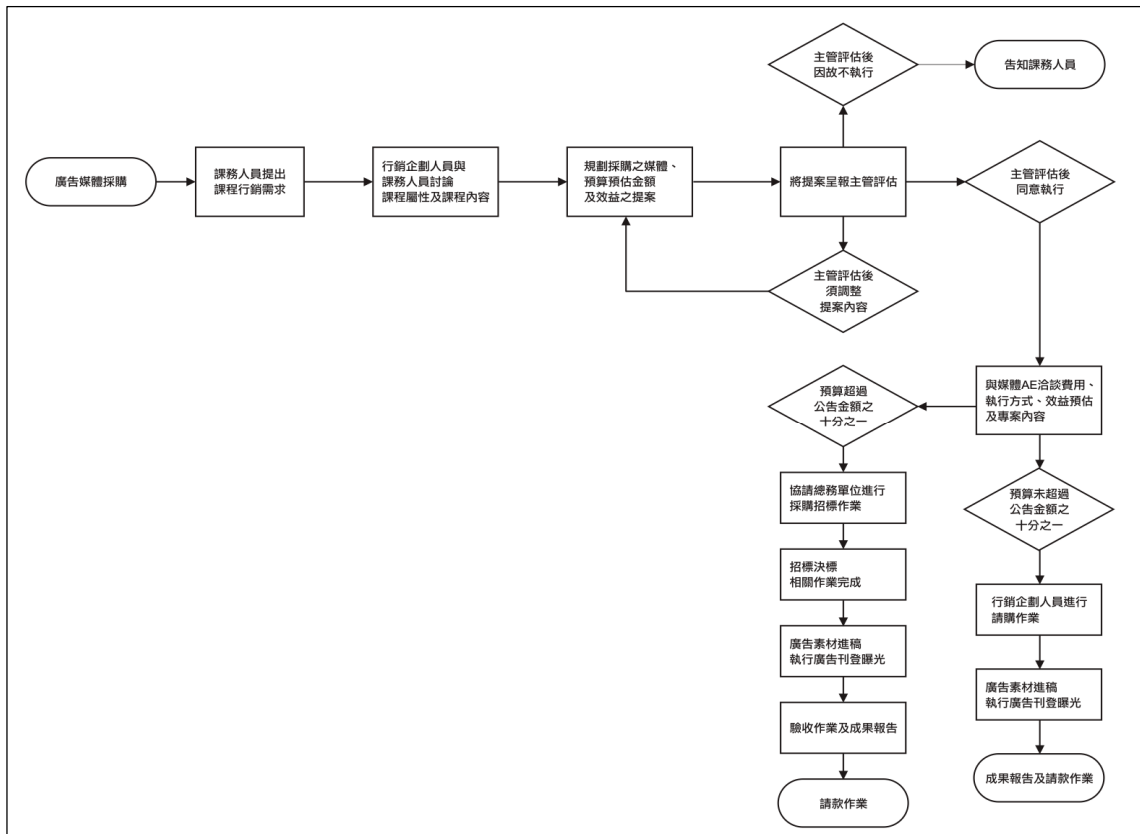 主管評估後
因故不執行
告知課務人員
廣告媒體採購
課務人員提出
課程行銷需求
行銷企劃人員與
課務人員討論
課程屬性及課程內容
規劃採購之媒體、
預算預估金額
及效益之提案
將提案呈報主管評估
主管評估後
同意執行
主管評估後
須調整
提案內容
與媒體AE洽談費用、
執行方式、效益預估
及專案內容
預算超過
公告金額之
十分之一
預算未超過
公告金額之
十分之一
協請總務單位進行
採購招標作業
招標決標
相關作業完成
廣告素材進稿
執行廣告刊登曝光
驗收作業及成果報告
請款作業
行銷企劃人員進行
請購作業
廣告素材進稿
執行廣告刊登曝光
成果報告及請款作業